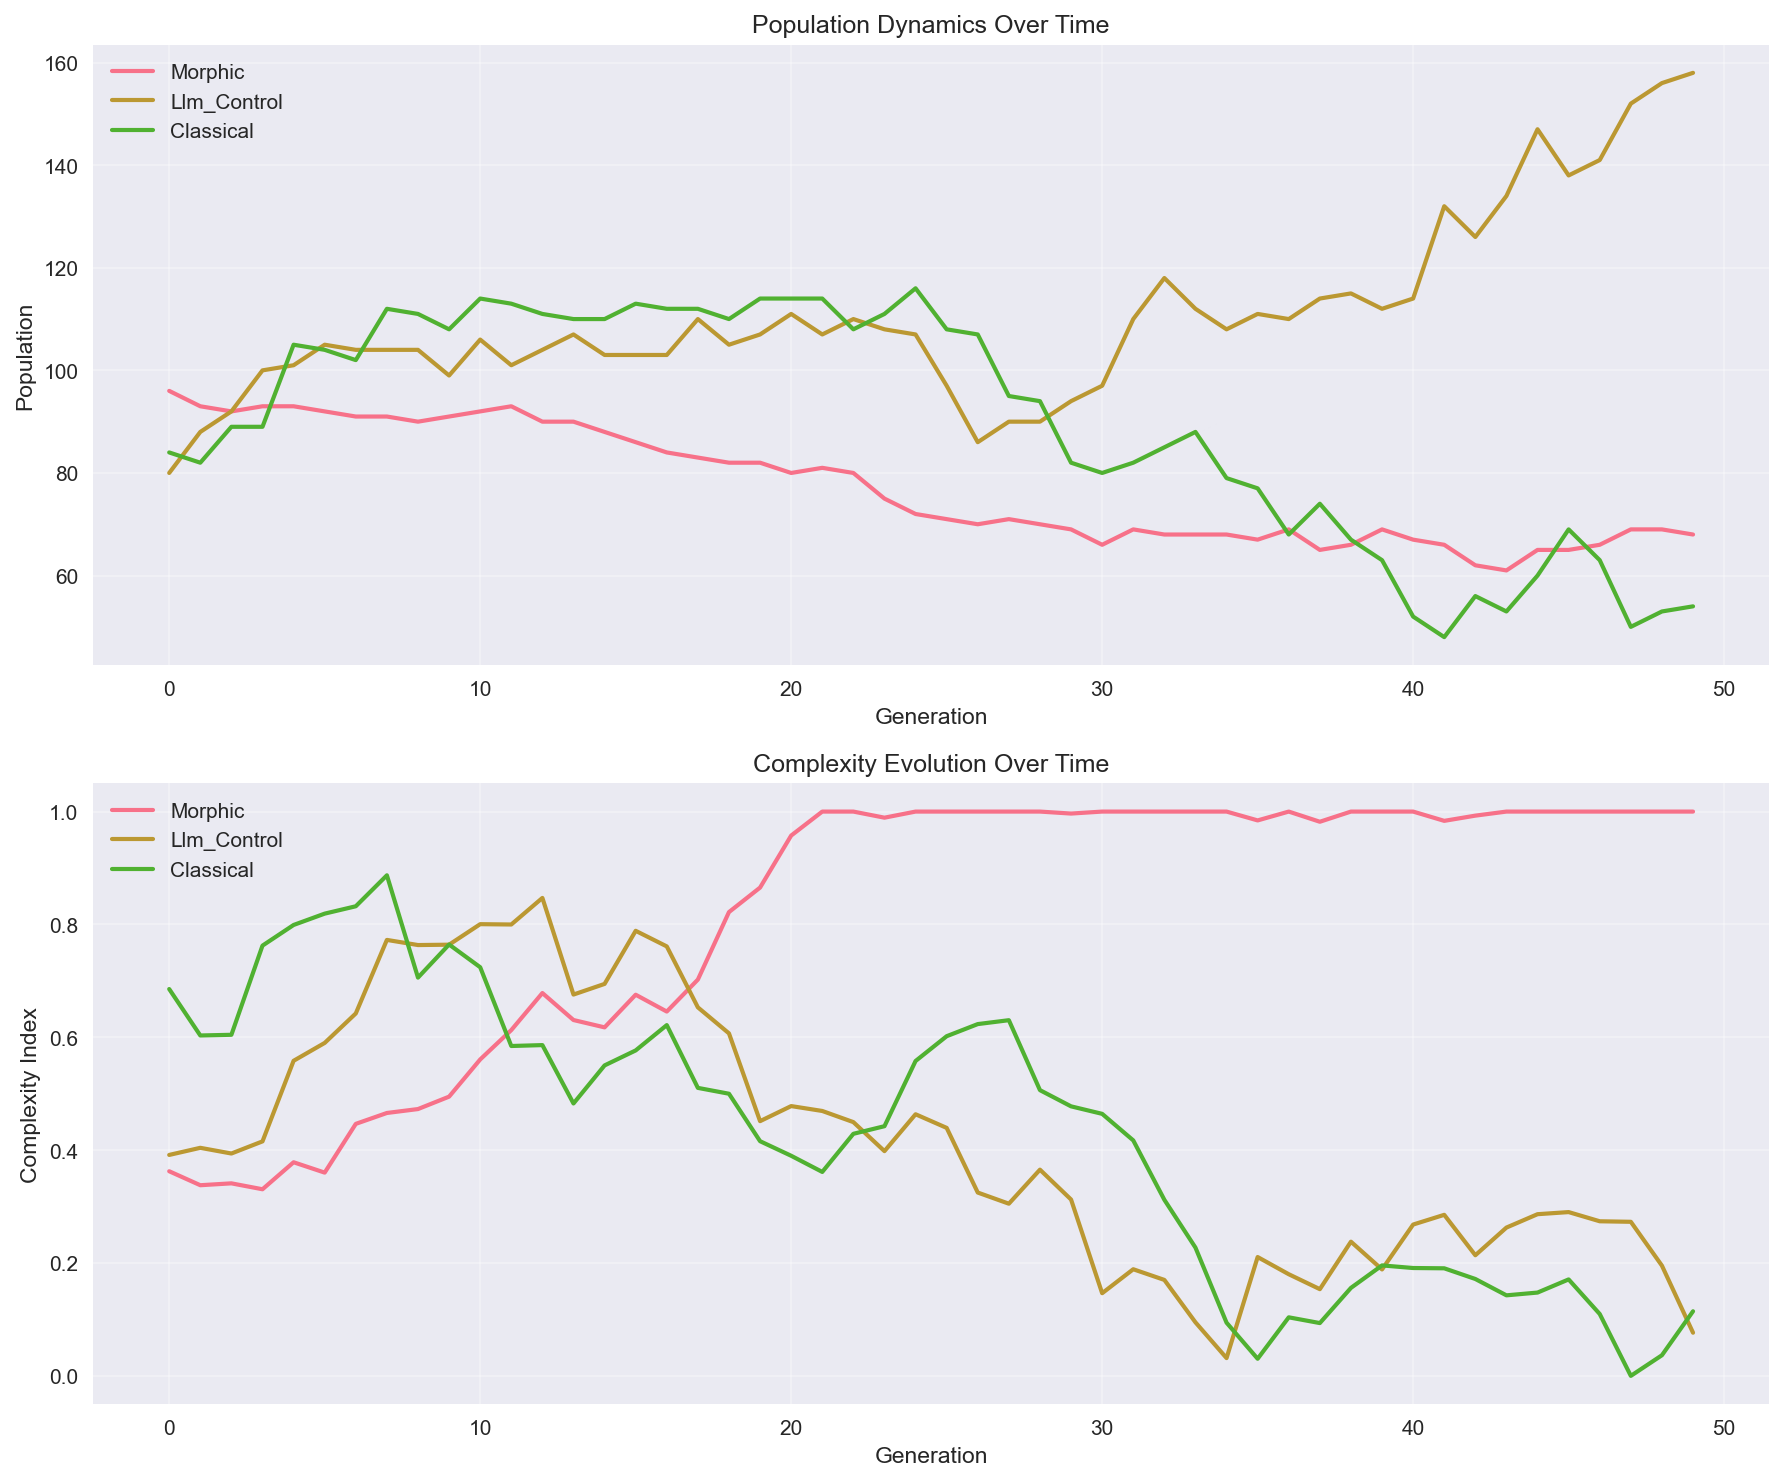 Population Dynamics Over Time
160
140
120
100
80
60
Population
Morphic
Llm_Control
Classical
0 10 20 30 40 50
Generation
Complexity Evolution Over Time
1.0
0.8
0.6
0.4
0.2
0.0
Complexity Index
Morphic
Llm_Control
Classical
0 10 20 30 40 50
Generation